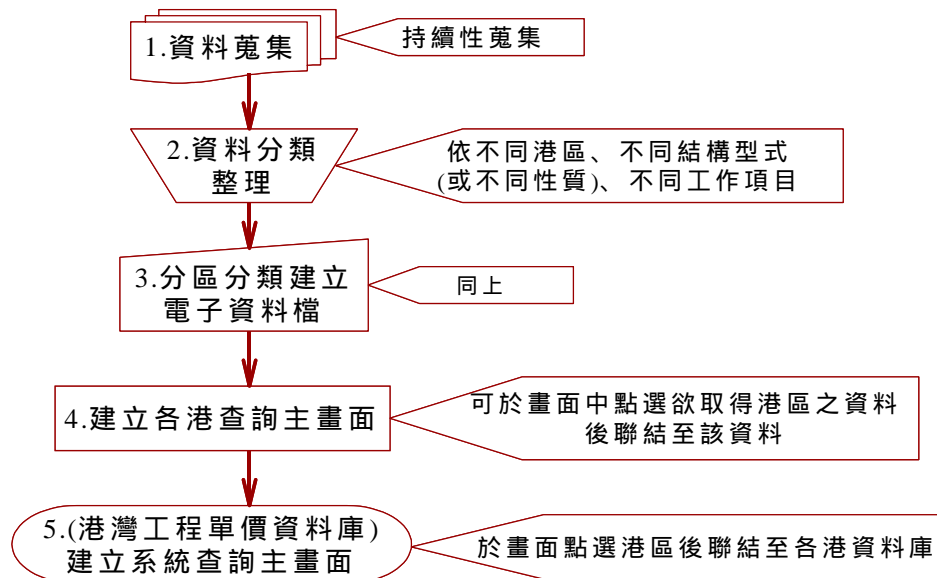 1.資料蒐集
持續性蒐集
2.資料分類
整理
依不同港區、不同結構型式
(或不同性質)、不同工作項目
3.分區分類建立
電子資料檔
同上
4.建立各港查詢主畫面
可於畫面中點選欲取得港區之資料
後聯結至該資料
5.(港灣工程單價資料庫)
建立系統查詢主畫面
於畫面點選港區後聯結至各港資料庫